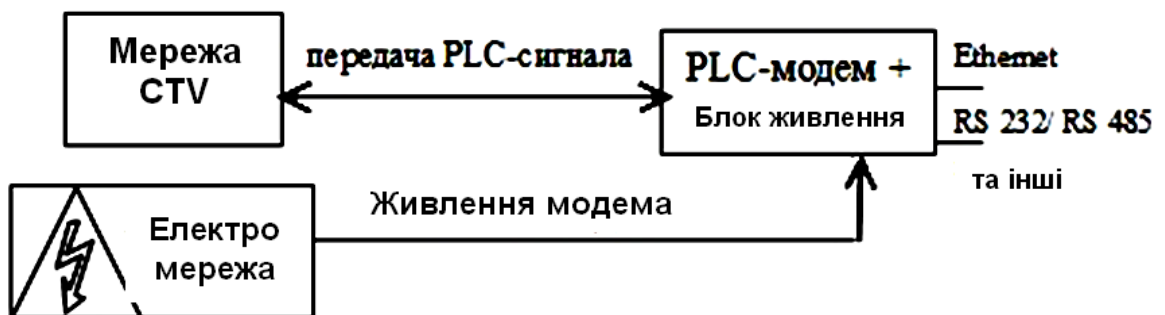 Мережа
CTV
передача PLC-сигнала
PLC-модем +
Блок живлення
Ethernet
RS 232/ RS 485
та інші
Живлення модема
Електро
мережа